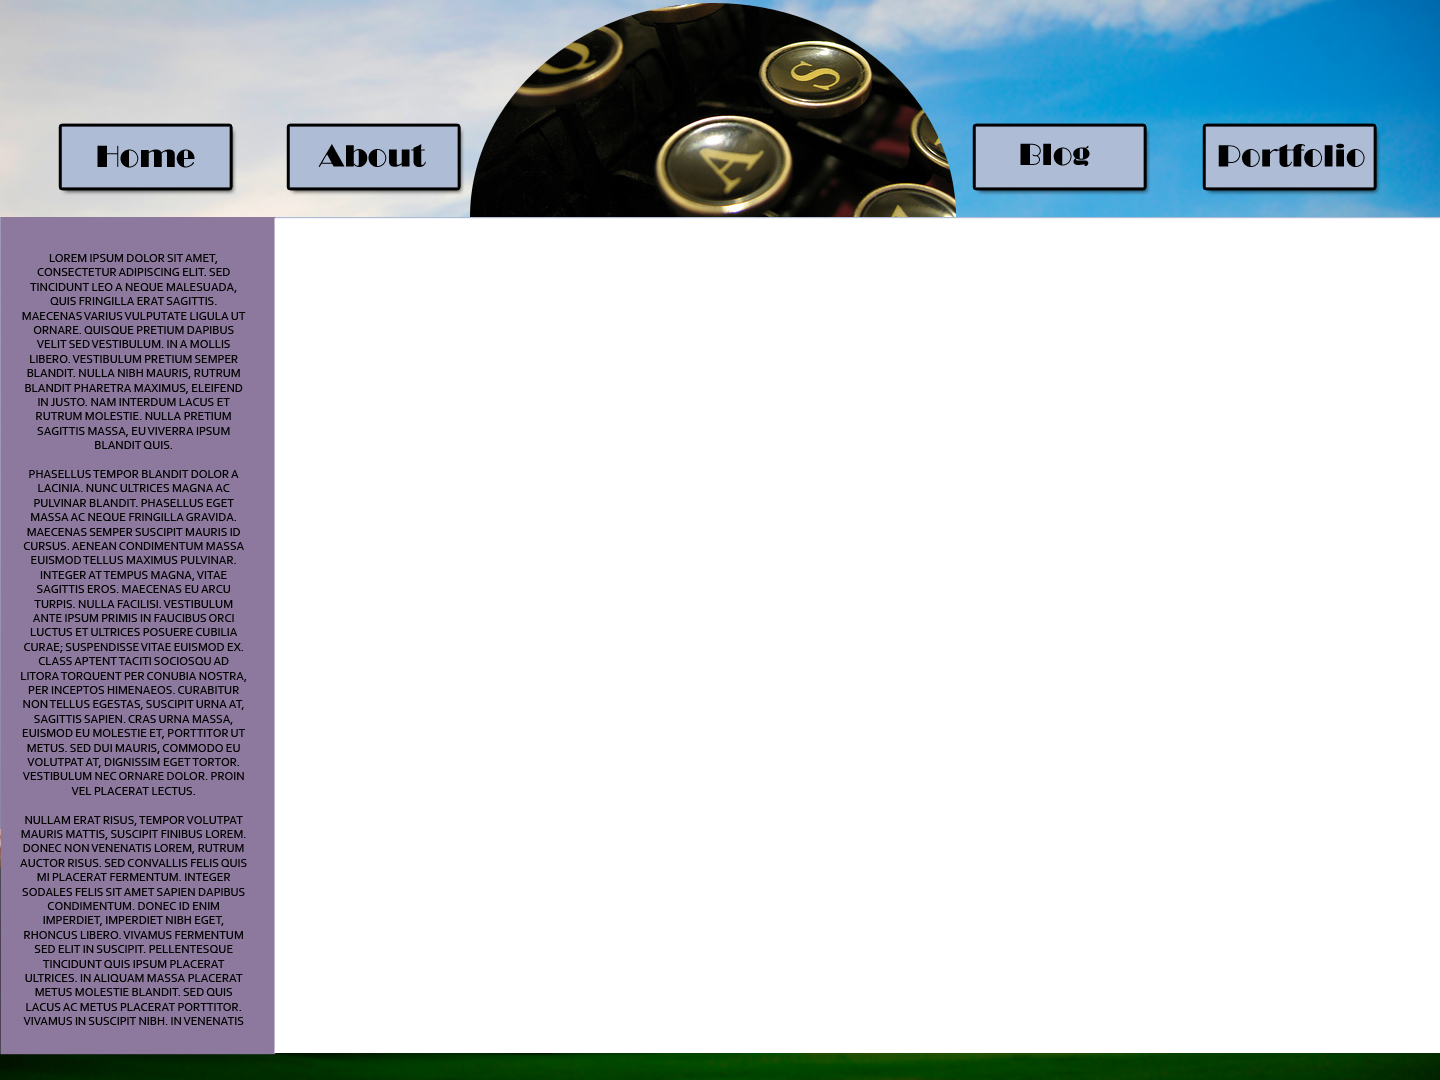 Q
S
A
Home
About
Blog
Portfolio
LOREM IPSUM DOLOR SIT AMET,
CONSECTETUR ADIPISCING ELIT. SED
TINCIDUNT LEO A NEQUE MALESUADA,
QUIS FRINGILLA ERAT SAGITTIS.
MAECENAS VARIUS VULPUTATE LIGULA UT
ORNARE. QUISQUE PRETIUM DAPIBUS
VELIT SED VESTIBULUM. IN A MOLLIS
LIBERO. VESTIBULUM PRETIUM SEMPER
BLANDIT. NULLA NIBH MAURIS, RUTRUM
BLANDIT PHARETRA MAXIMUS, ELEIFEND
IN JUSTO. NAM INTERDUM LACUS ET
RUTRUM MOLESTIE. NULLA PRETIUM
SAGITTIS MASSA, EU VIVERRA IPSUM
BLANDIT QUIS.
PHASELLUS TEMPOR BLANDIT DOLOR A
LACINIA. NUNC ULTRICES MAGNA AC
PULVINAR BLANDIT. PHASELLUS EGET
MASSA AC NEQUE FRINGILLA GRAVIDA.
MAECENAS SEMPER SUSCIPIT MAURIS ID
CURSUS. AENEAN CONDIMENTUM MASSA
EUISMOD TELLUS MAXIMUS PULVINAR.
INTEGER AT TEMPUS MAGNA, VITAE
SAGITTIS EROS. MAECENAS EU ARCU
TURPIS. NULLA FACILISI. VESTIBULUM
ANTE IPSUM PRIMIS IN FAUCIBUS ORCI
LUCTUS ET ULTRICES POSUERE CUBILIA
CURAE; SUSPENDISSE VITAE EUISMOD EX.
CLASS APTENT TACITI SOCIOSQU AD
LITORA TORQUENT PER CONUBIA NOSTRA,
PER INCEPTOS HIMENAEOS. CURABITUR
NON TELLUS EGESTAS, SUSCIPIT URNA AT,
SAGITTIS SAPIEN. CRAS URNA MASSA,
EUISMOD EU MOLESTIE ET, PORTTITOR UT
METUS. SED DUI MAURIS, COMMODO EU
VOLUTPAT AT, DIGNISSIM EGET TORTOR.
VESTIBULUM NEC ORNARE DOLOR. PROIN
VEL PLACERAT LECTUS.
NULLAM ERAT RISUS, TEMPOR VOLUTPAT
MAURIS MATTIS, SUSCIPIT FINIBUS LOREM.
DONEC NON VENENATIS LOREM, RUTRUM
AUCTOR RISUS. SED CONVALLIS FELIS QUIS
MI PLACERAT FERMENTUM. INTEGER
SODALES FELIS SIT AMET SAPIEN DAPIBUS
CONDIMENTUM. DONEC ID ENIM
IMPERDIET, IMPERDIET NIBH EGET,
RHONCUS LIBERO. VIVAMUS FERMENTUM
SED ELIT IN SUSCIPIT. PELLENTESQUE
TINCIDUNT QUIS IPSUM PLACERAT
ULTRICES. IN ALIQUAM MASSA PLACERAT
METUS MOLESTIE BLANDIT. SED QUIS
LACUS AC METUS PLACERAT PORTTITOR.
VIVAMUS IN SUSCIPIT NIBH. IN VENENATIS